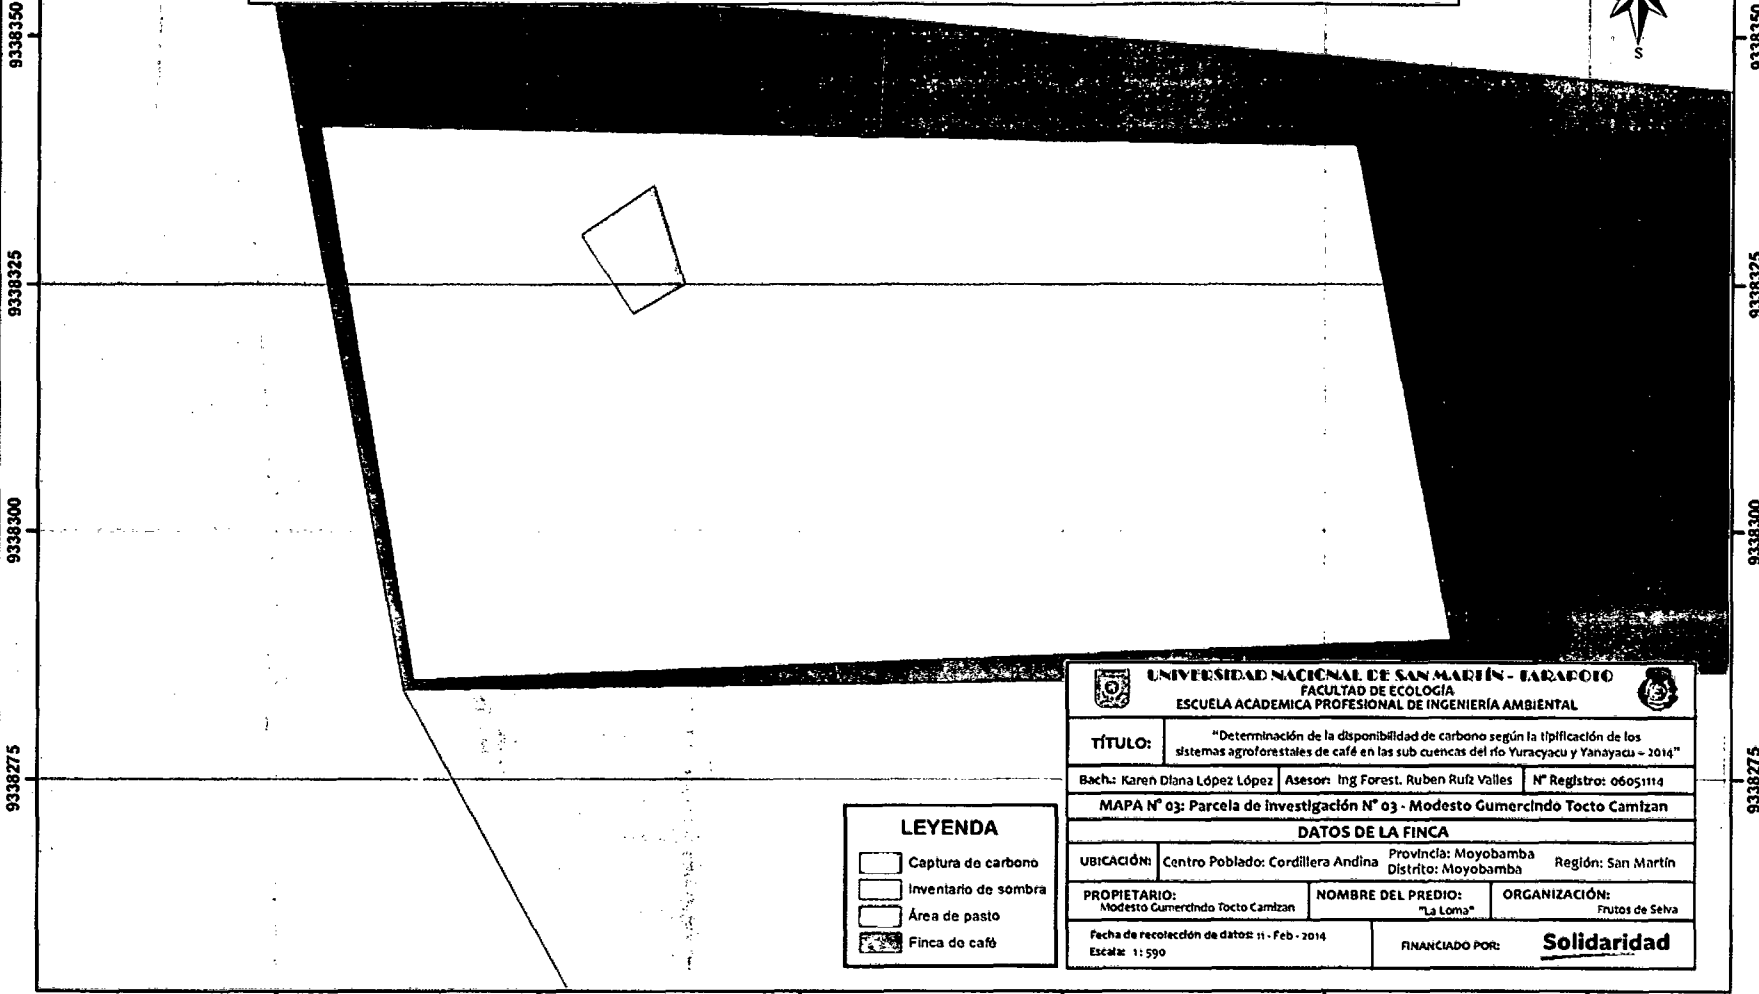 9338350
9338350
S
9338325
9338325
9338300
9338300
9338275
9338275
LEYENDA
Captura de carbono
Inventario de sombra
Área de pasto
Finca de café
UNIVERSIDAD NACIONAL DE SAN MARTÍN - TARAPOTO
FACULTAD DE ECOLOGÍA
ESCUELA ACADEMICA PROFESIONAL DE INGENIERÍA AMBIENTAL
TÍTULO:
"Determinación de la disponibilidad de carbono según la tipificación de los
sistemas agroforestales de café en las sub cuencas del río Yuracyacu y Yanayacu - 2014"
Bach.: Karen Diana López López
Asesor: Ing Forest. Ruben Ruíz Valles
N° Registro: 06051114
MAPA N° 03: Parcela de investigación N° 03 - Modesto Gumercindo Tocto Camizan
DATOS DE LA FINCA
UBICACIÓN:
Centro Poblado: Cordillera Andina
Provincia: Moyobamba
Distrito: Moyobamba
Región: San Martín
PROPIETARIO:
Modesto Gumercindo Tocto Camizan
NOMBRE DEL PREDIO:
"La Loma"
ORGANIZACIÓN:
Frutos de Selva
Fecha de recolección de datos: 11 - Feb - 2014
Escala: 1: 590
FINANCIADO POR:
Solidaridad